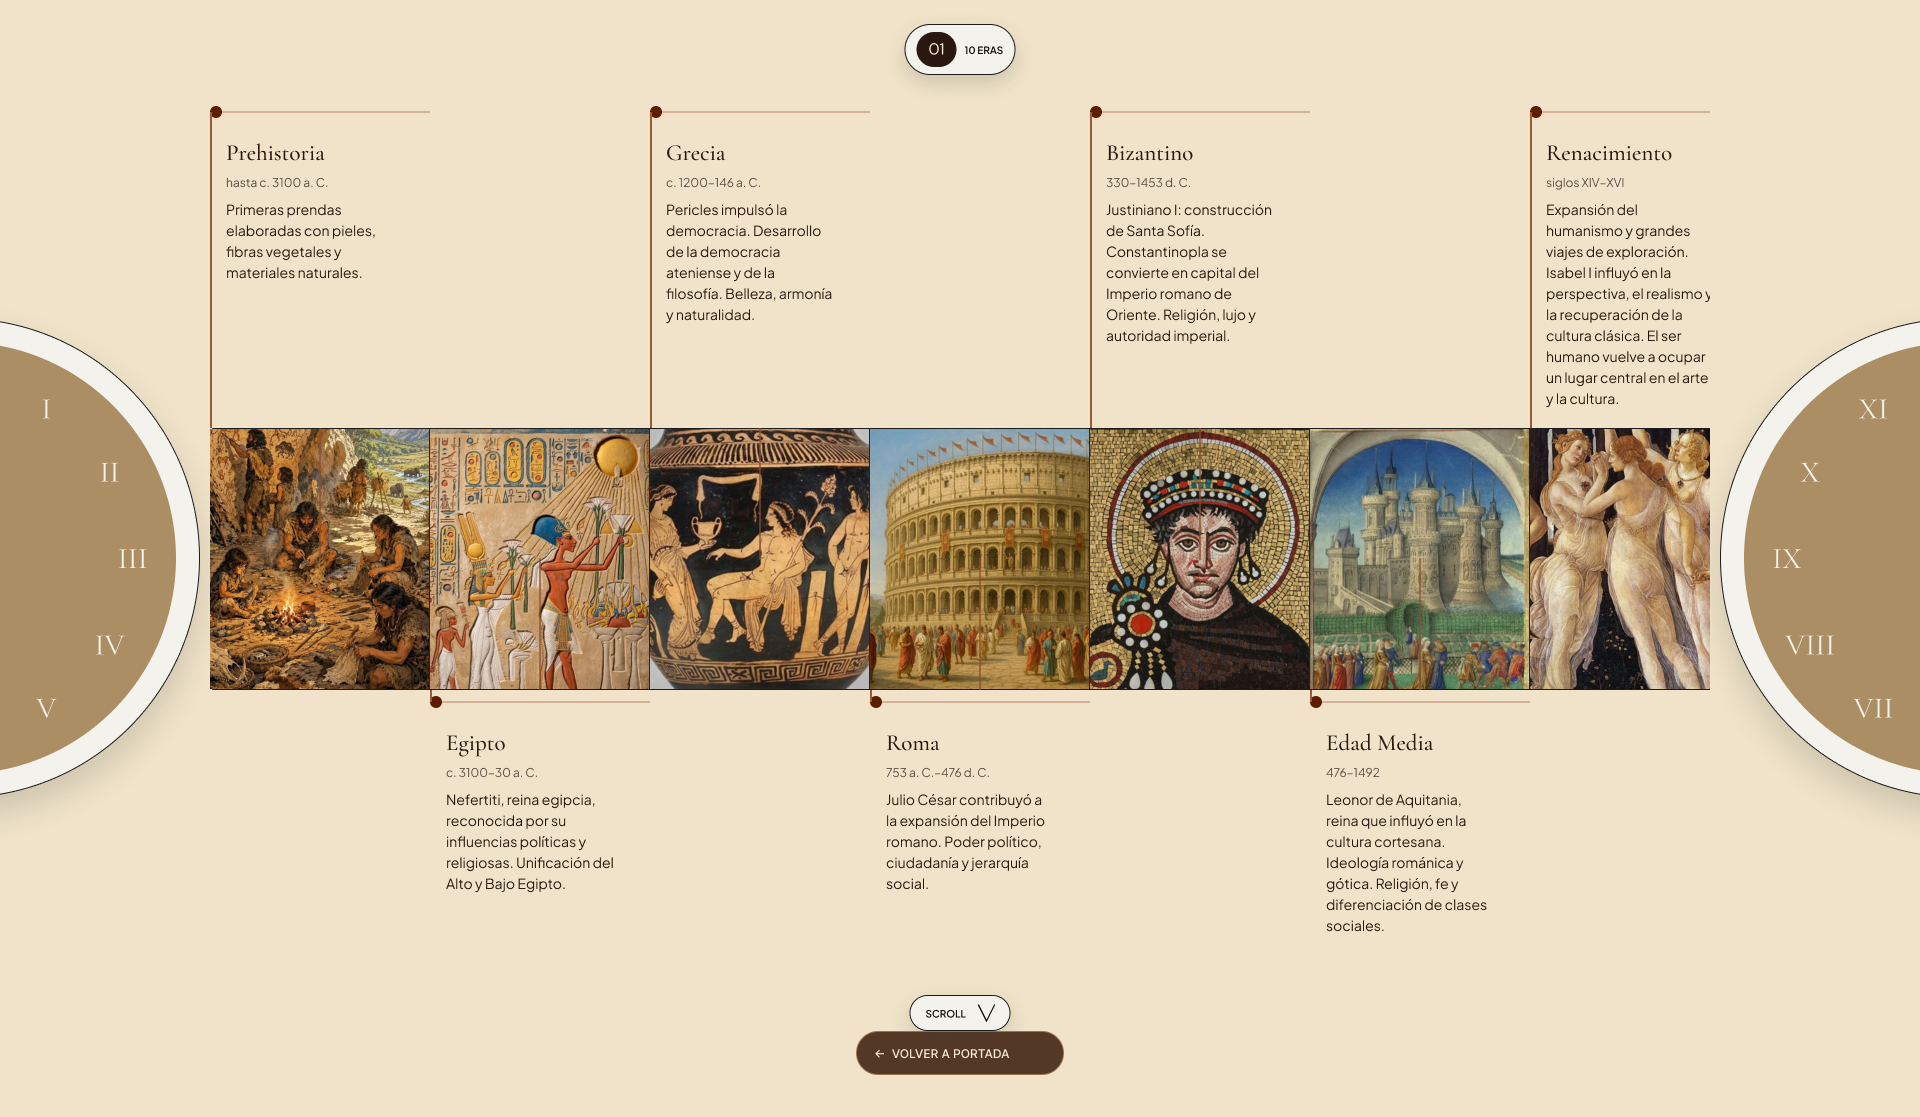 01 10 ERAS
Prehistoria
hasta c. 3100 a. C.
Primeras prendas
elaboradas con pieles,
fibras vegetales y
materiales naturales.
Grecia
c. 1200–146 a. C.
Pericles impulsó la
democracia. Desarrollo
de la democracia
ateniense y de la
filosofía. Belleza, armonía
y naturalidad.
Bizantino
330–1453 d. C.
Justiniano I: construcción
de Santa Sofía.
Constantinopla se
convierte en capital del
Imperio romano de
Oriente. Religión, lujo y
autoridad imperial.
Renacimiento
siglos XIV–XVI
Expansión del
humanismo y grandes
viajes de exploración.
Isabel I influyó en la
perspectiva, el realismo y
la recuperación de la
cultura clásica. El ser
humano vuelve a ocupar
un lugar central en el arte
y la cultura.
I
II
III
IV
V
XI
X
IX
VIII
VII
Egipto
c. 3100–30 a. C.
Nefertiti, reina egipcia,
reconocida por su
influencias políticas y
religiosas. Unificación del
Alto y Bajo Egipto.
Roma
753 a. C.–476 d. C.
Julio César contribuyó a
la expansión del Imperio
romano. Poder político,
ciudadanía y jerarquía
social.
Edad Media
476–1492
Leonor de Aquitania,
reina que influyó en la
cultura cortesana.
Ideología románica y
gótica. Religión, fe y
diferenciación de clases
sociales.
SCROLL
← VOLVER A PORTADA